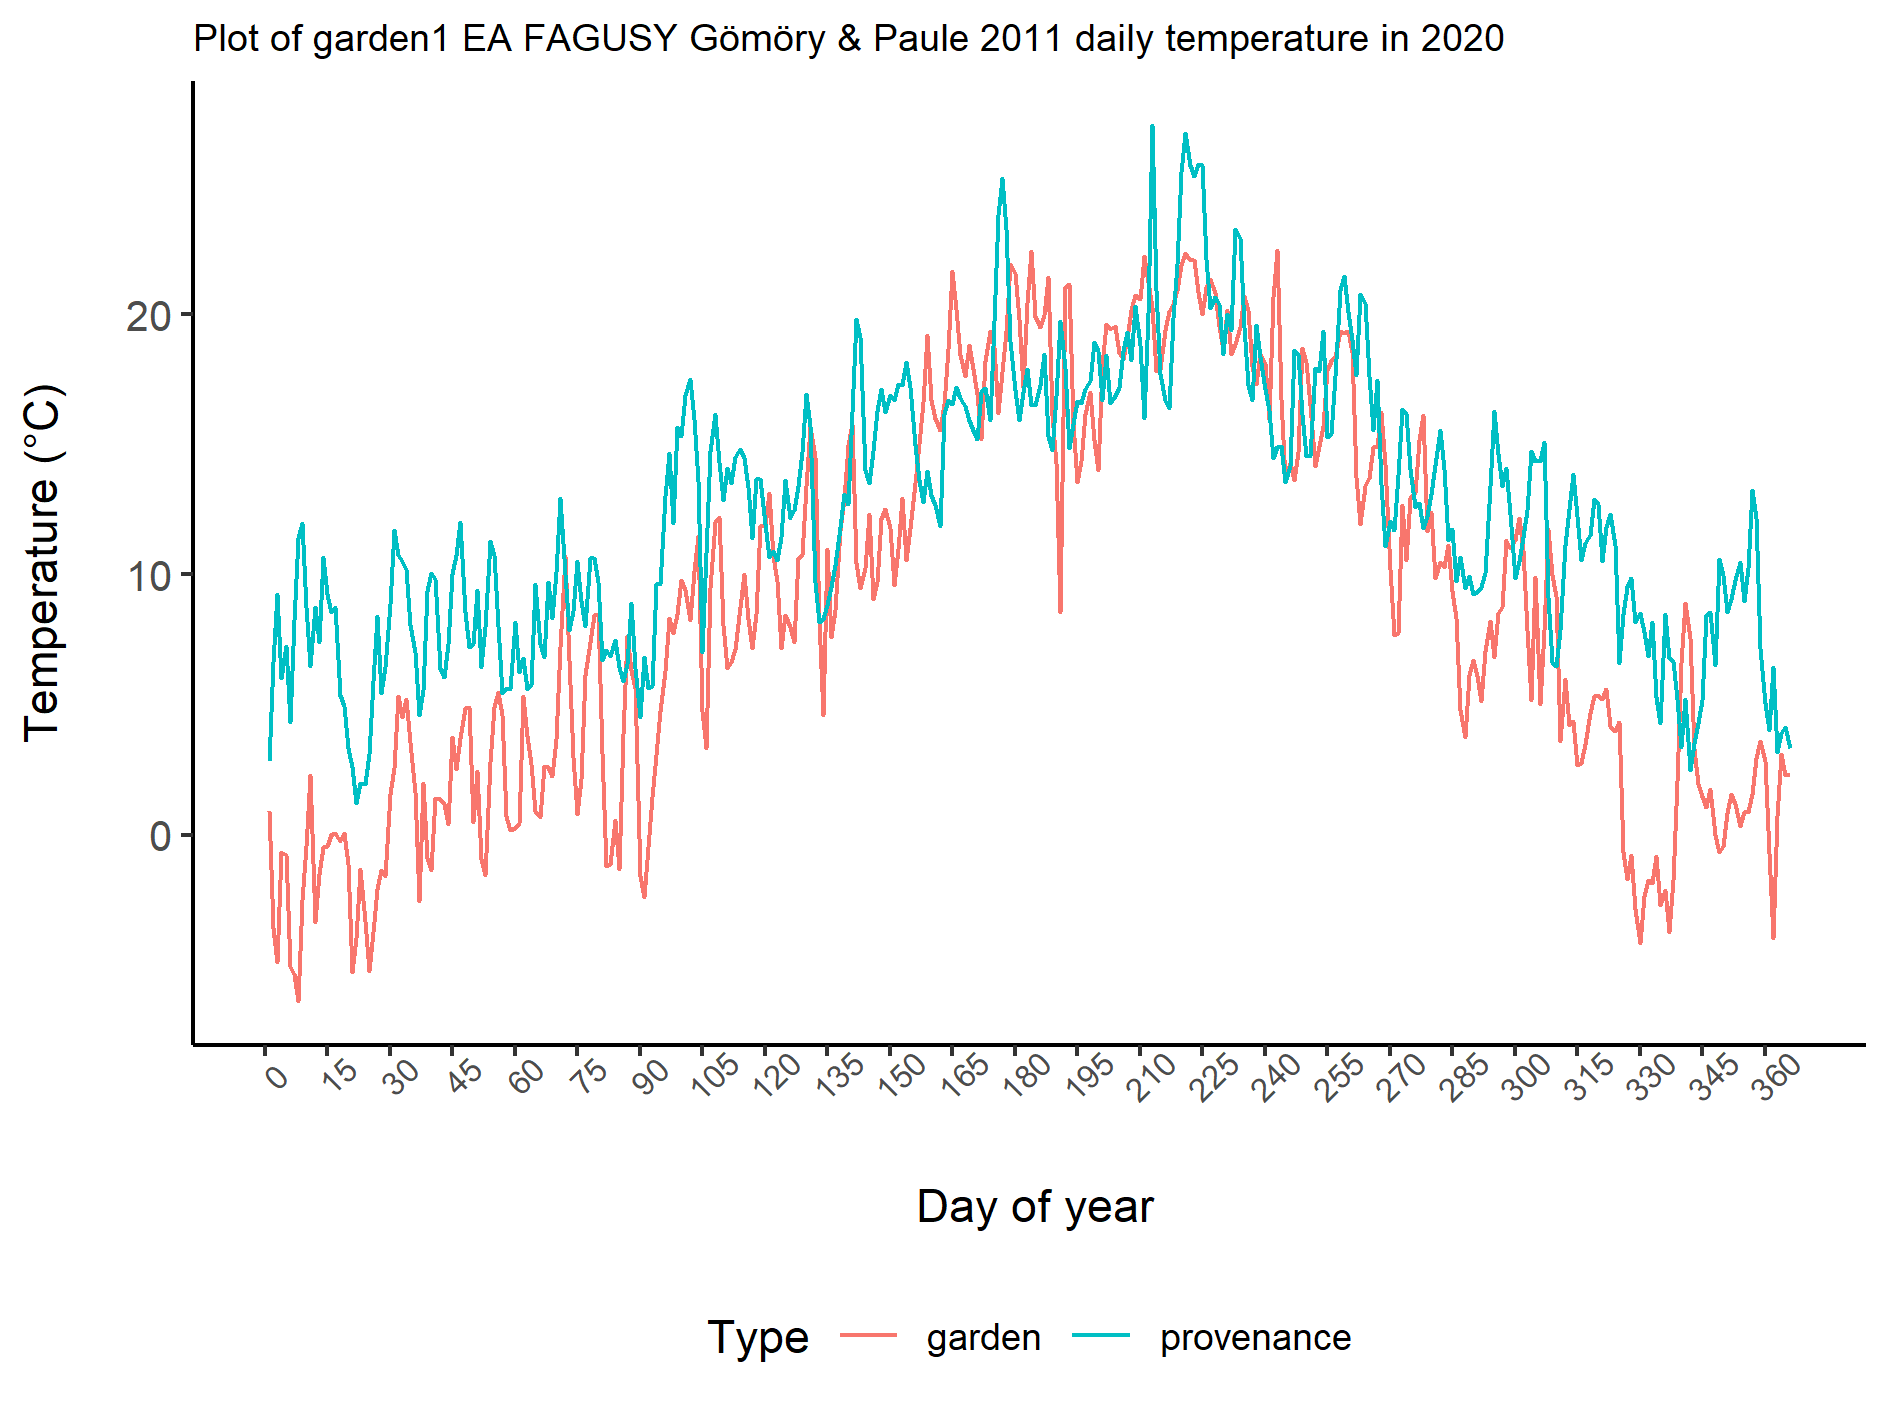 Plot of garden1 EA FAGUSY Gömöry & Paule 2011 daily temperature in 2020
Temperature (°C)
20
10
0
0 15 30 45 60 75 90 105 120 135 150 165 180 195 210 225 240 255 270 285 300 315 330 345 360
Day of year
Type garden provenance